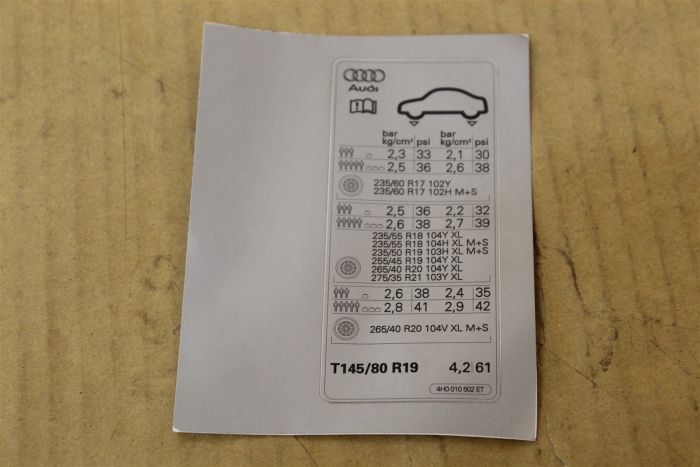 Audi
bar kg/cm² psi bar kg/cm² psi
2,3 33 2,1 30
2,5 36 2,6 38
235/60 R17 102Y
235/60 R17 102H M+S
2,5 36 2,2 32
2,6 38 2,7 39
235/55 R18 104Y XL
235/55 R18 104H XL M+S
235/50 R19 103H XL M+S
255/45 R19 104Y XL
265/40 R20 104Y XL
275/35 R21 103Y XL
2,6 38 2,4 35
2,8 41 2,9 42
265/40 R20 104V XL M+S
T145/80 R19 4,2 61
4H0 010 502 ET